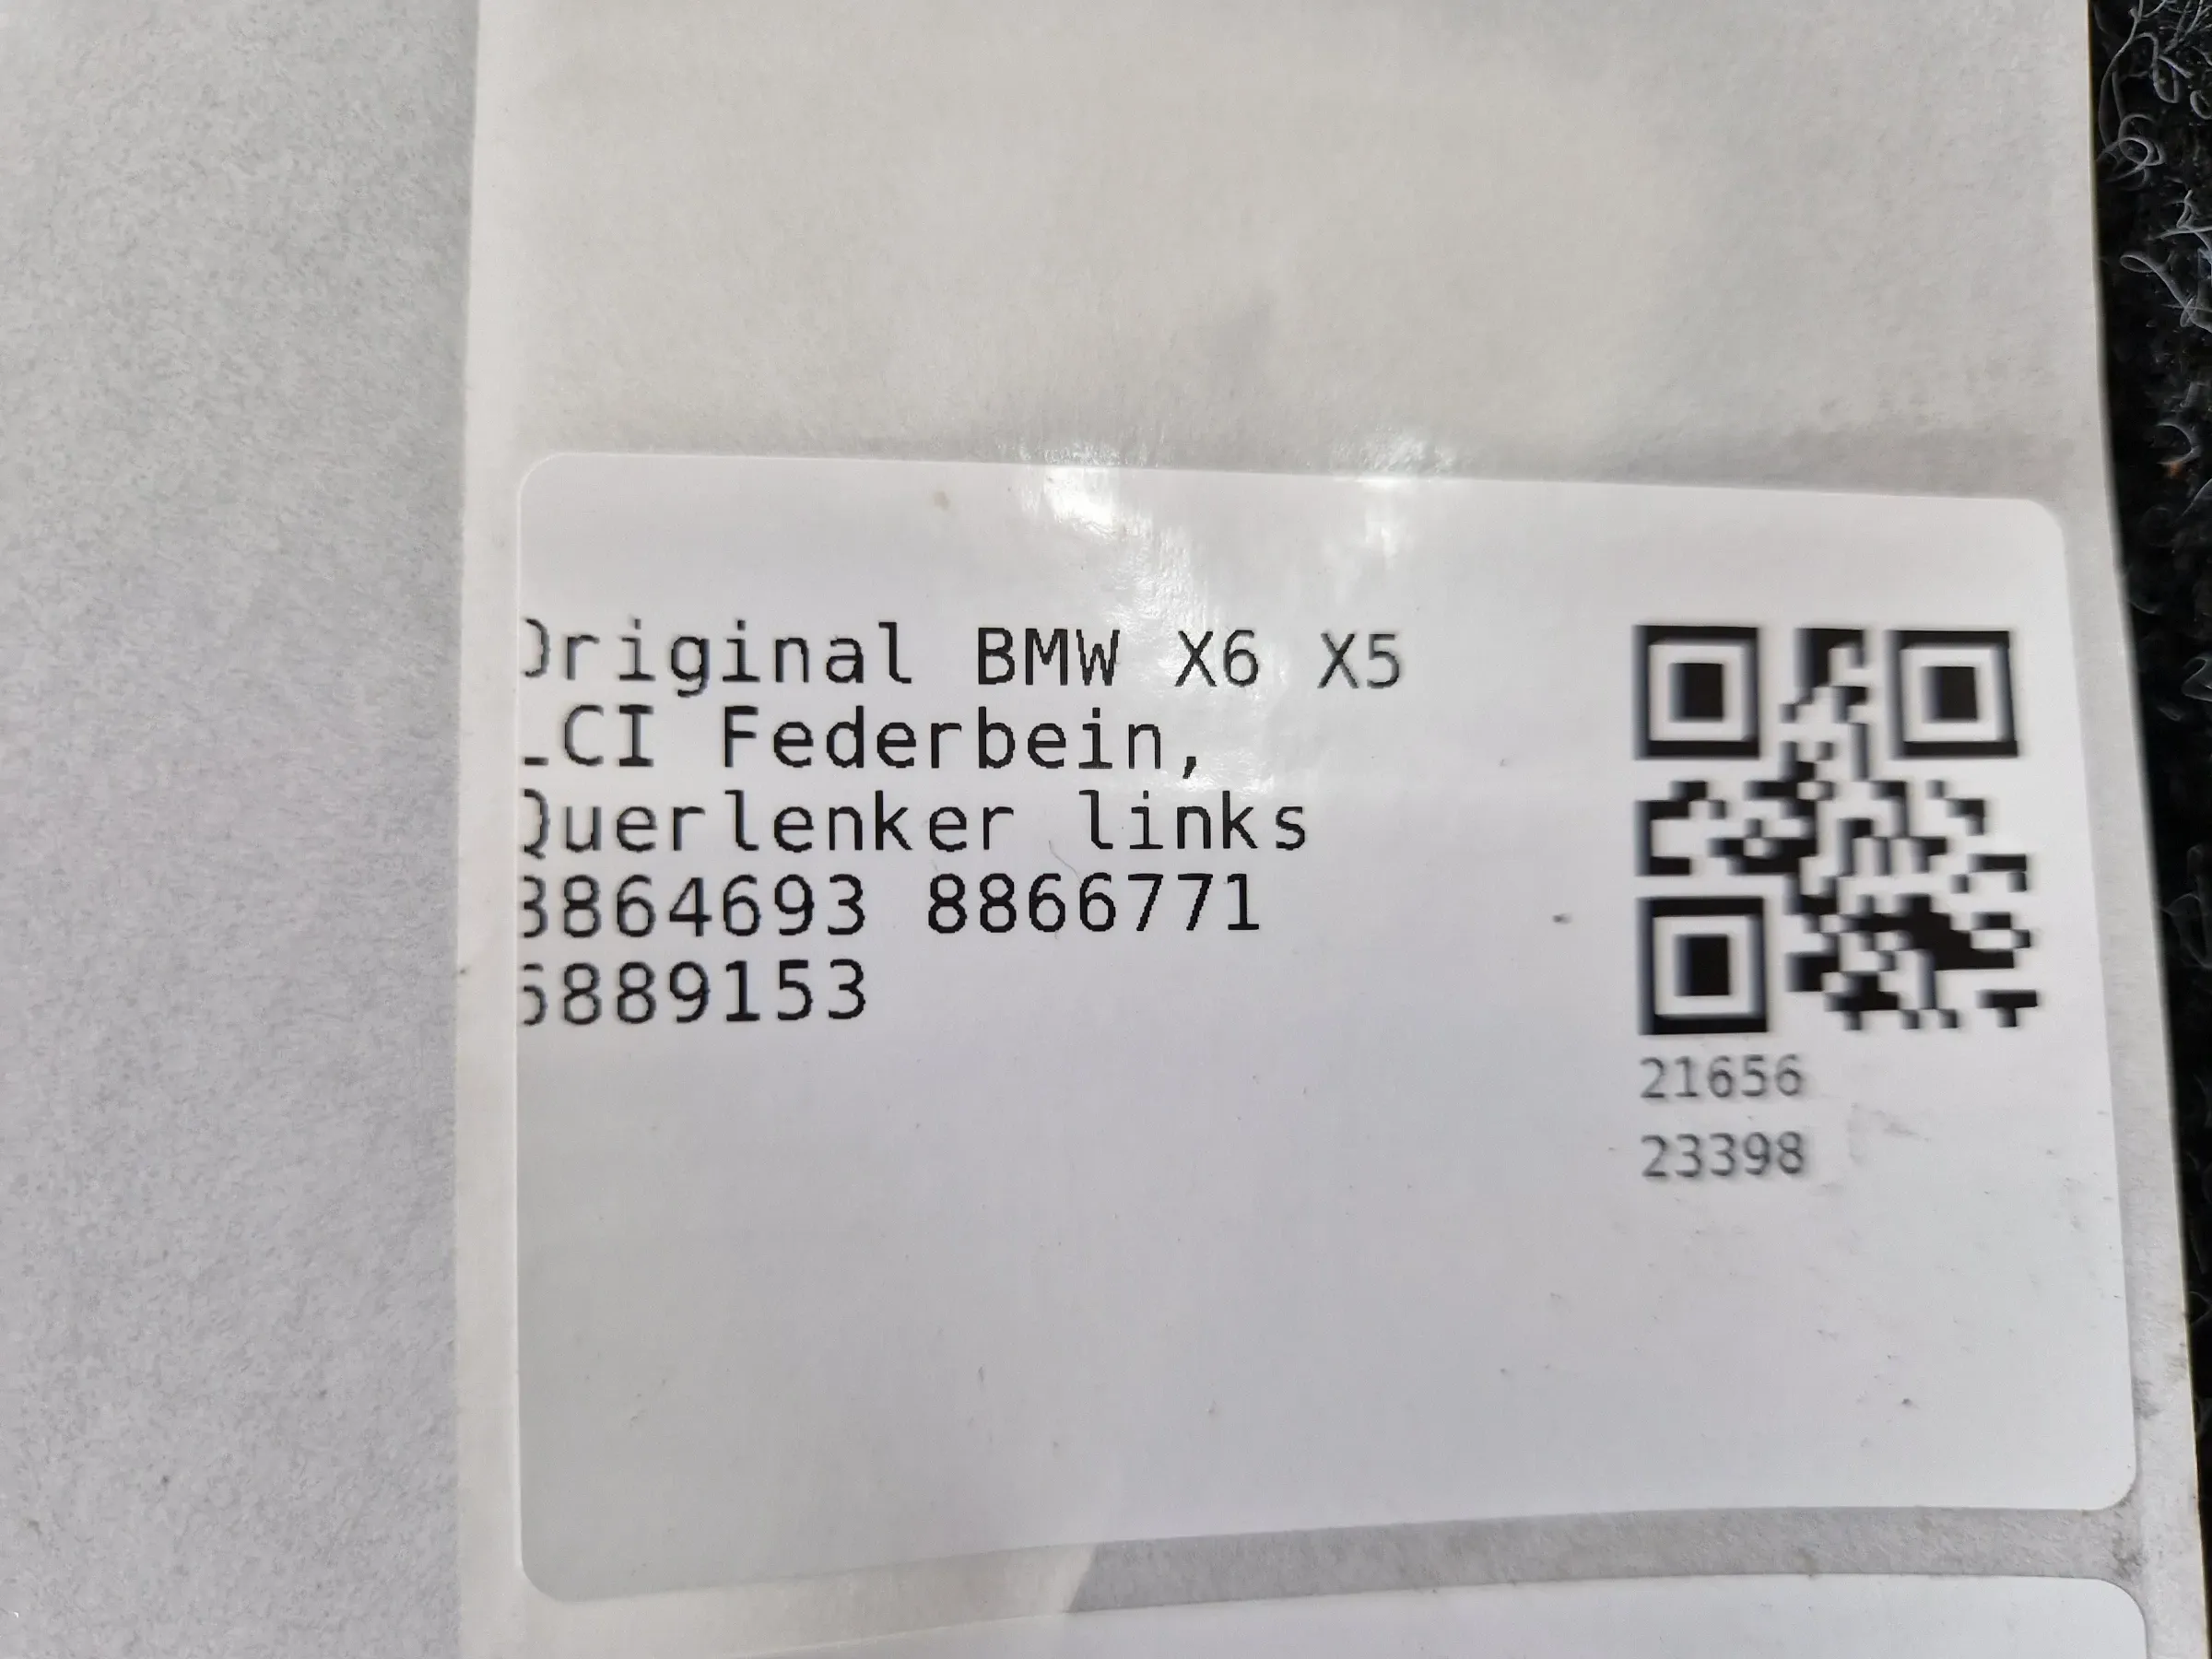 Original BMW X6 X5
LCI Federbein,
Querlenker links
8864693 8866771
6889153
21656
23398